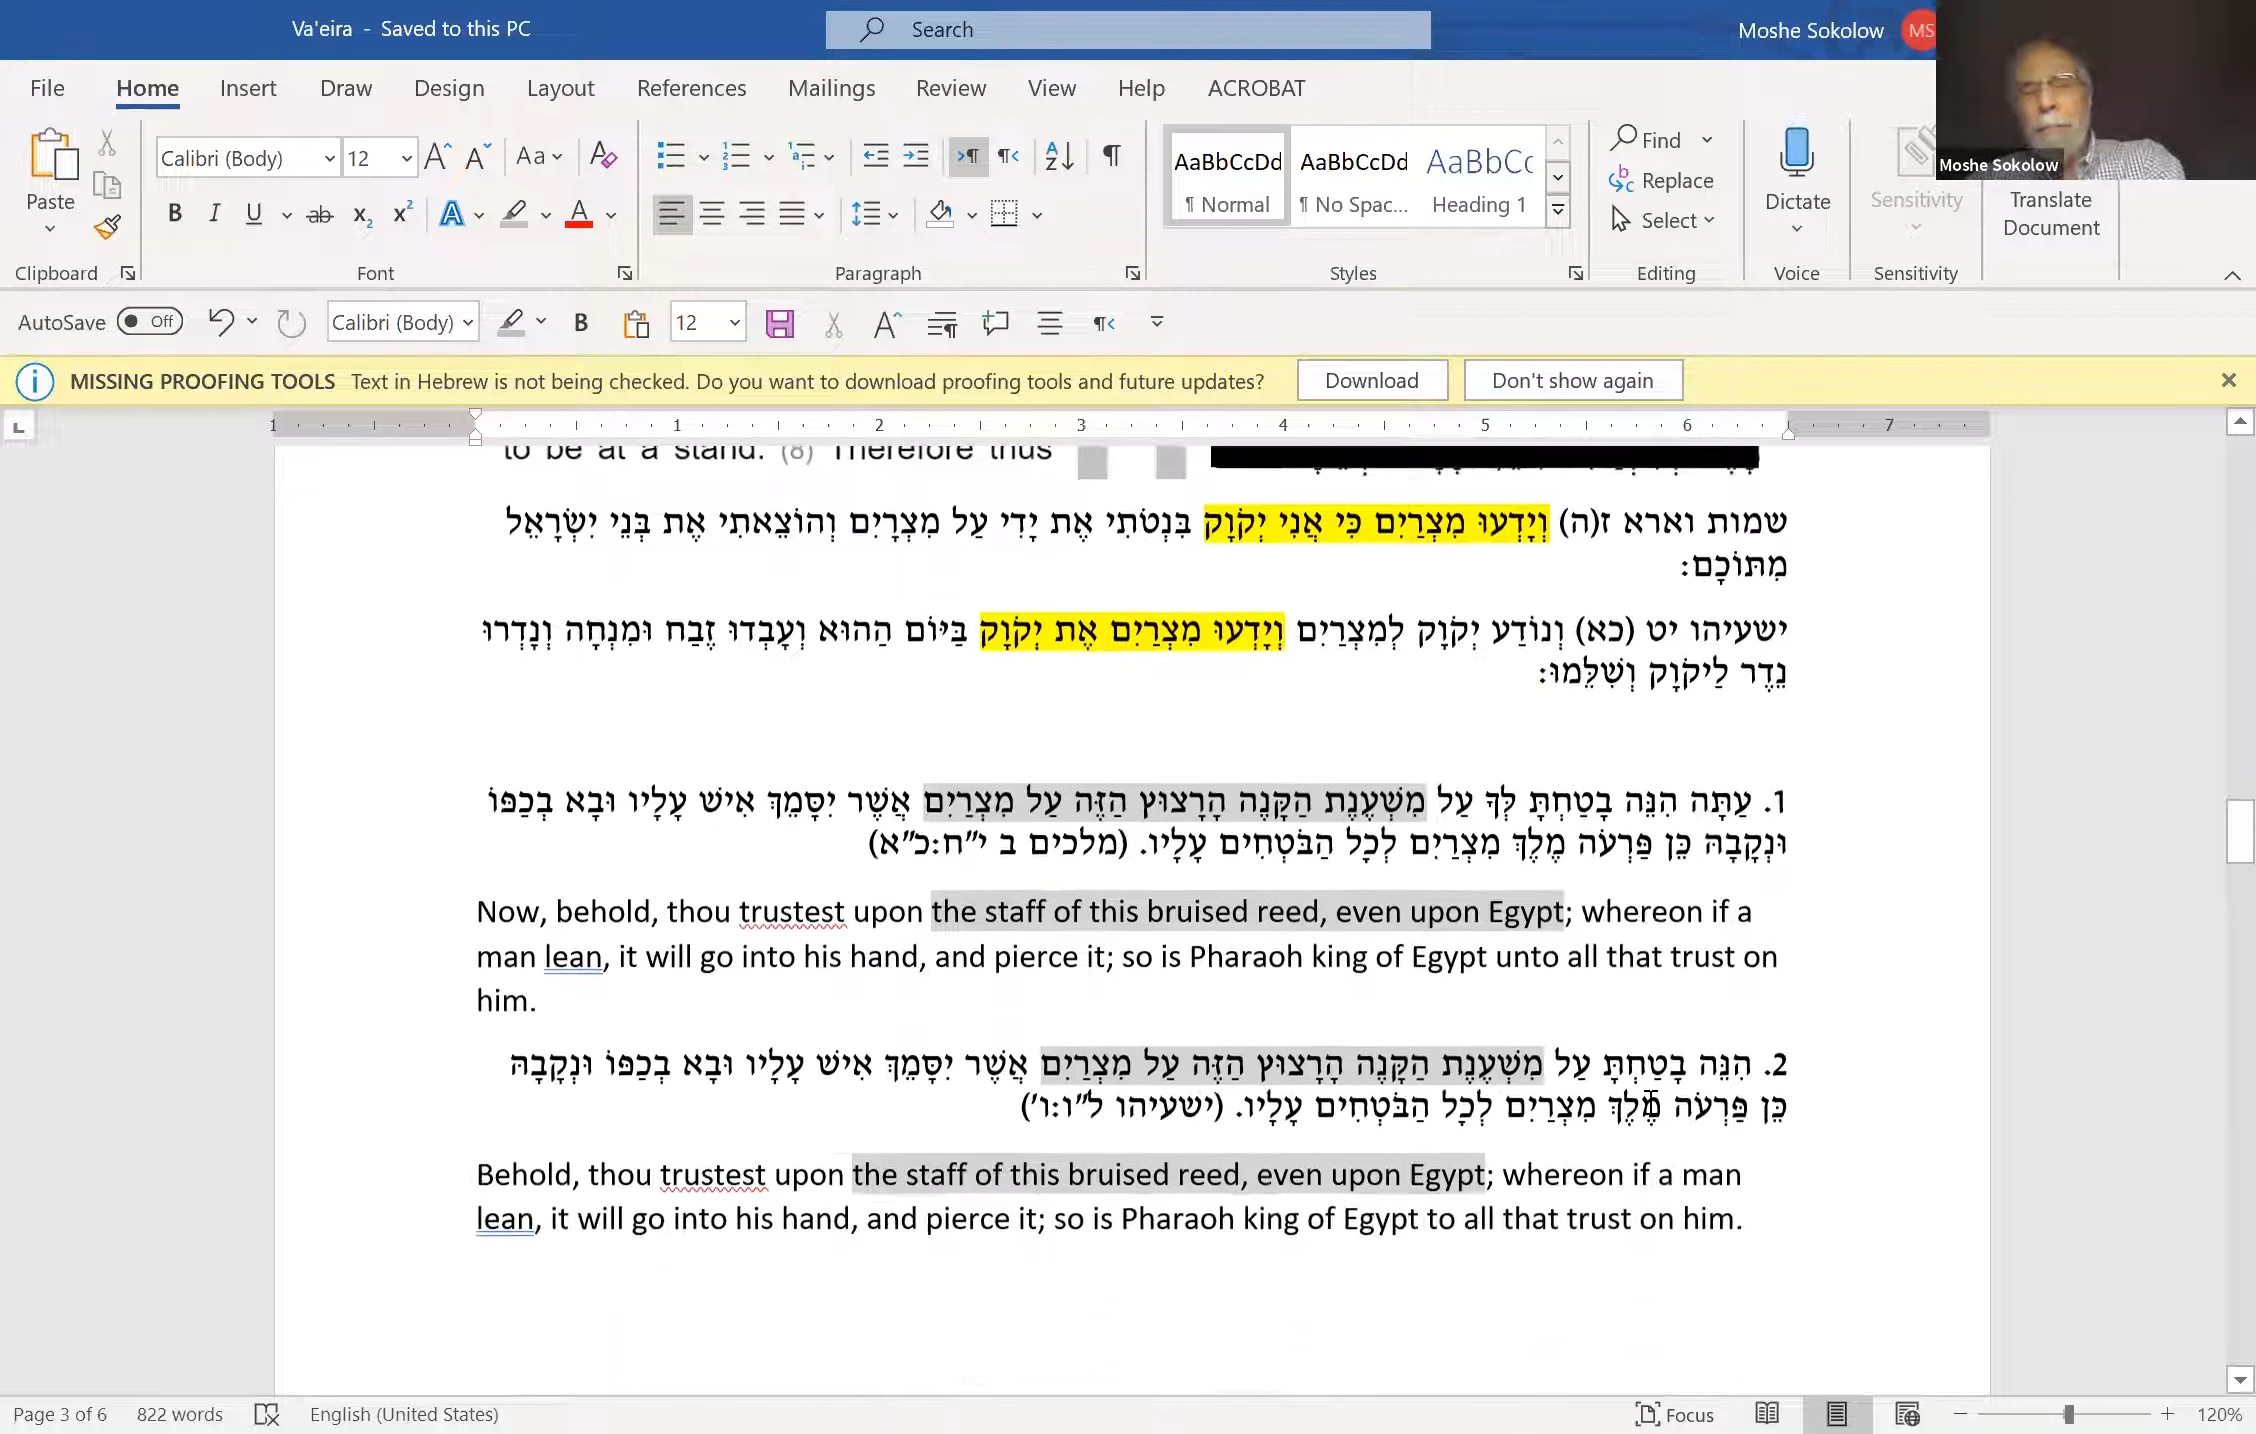 Va'eira - Saved to this PC
Search
Moshe Sokolow
MS
File Home Insert Draw Design Layout References Mailings Review View Help ACROBAT
Moshe Sokolow
Calibri (Body) 12
Aa
AaBbCcDd AaBbCcDd AaBbCc
Find
Replace
Select
Paste
¶ Normal ¶ No Spac... Heading 1
Dictate
Sensitivity
Translate
Document
Clipboard Font Paragraph Styles Editing Voice Sensitivity
AutoSave Off Calibri (Body) B 12
MISSING PROOFING TOOLS Text in Hebrew is not being checked. Do you want to download proofing tools and future updates? Download Don't show again
1 1 2 3 4 5 6 7
to be at a stand. (8) Therefore thus
שמות וארא ז(ה) וְיָדְעוּ מִצְרַיִם כִּי אֲנִי יְקֹוָק בִּנְטֹתִי אֶת יָדִי עַל מִצְרָיִם וְהוֹצֵאתִי אֶת בְּנֵי יִשְׂרָאֵל
מִתּוֹכָם:
ישעיהו יט (כא) וְנוֹדַע יְקֹוָק לְמִצְרַיִם וְיָדְעוּ מִצְרַיִם אֶת יְקֹוָק בַּיּוֹם הַהוּא וְעָבְדוּ זֶבַח וּמִנְחָה וְנָדְרוּ
נֵדֶר לַיקֹוָק וְשִׁלֵּמוּ:
1. עַתָּה הִנֵּה בָטַחְתָּ לְּךָ עַל מִשְׁעֶנֶת הַקָּנֶה הָרָצוּץ הַזֶּה עַל מִצְרַיִם אֲשֶׁר יִסָּמֵךְ אִישׁ עָלָיו וּבָא בְכַפּוֹ
וּנְקָבָהּ כֵּן פַּרְעֹה מֶלֶךְ מִצְרַיִם לְכָל הַבֹּטְחִים עָלָיו. (מלכים ב י"ח:כ"א)
Now, behold, thou trustest upon the staff of this bruised reed, even upon Egypt; whereon if a
man lean, it will go into his hand, and pierce it; so is Pharaoh king of Egypt unto all that trust on
him.
2. הִנֵּה בָטַחְתָּ עַל מִשְׁעֶנֶת הַקָּנֶה הָרָצוּץ הַזֶּה עַל מִצְרַיִם אֲשֶׁר יִסָּמֵךְ אִישׁ עָלָיו וּבָא בְכַפּוֹ וּנְקָבָהּ
כֵּן פַּרְעֹה מֶלֶךְ מִצְרַיִם לְכָל הַבֹּטְחִים עָלָיו. (ישעיהו ל"ו:ו')
Behold, thou trustest upon the staff of this bruised reed, even upon Egypt; whereon if a man
lean, it will go into his hand, and pierce it; so is Pharaoh king of Egypt to all that trust on him.
Page 3 of 6 822 words English (United States) Focus 120%